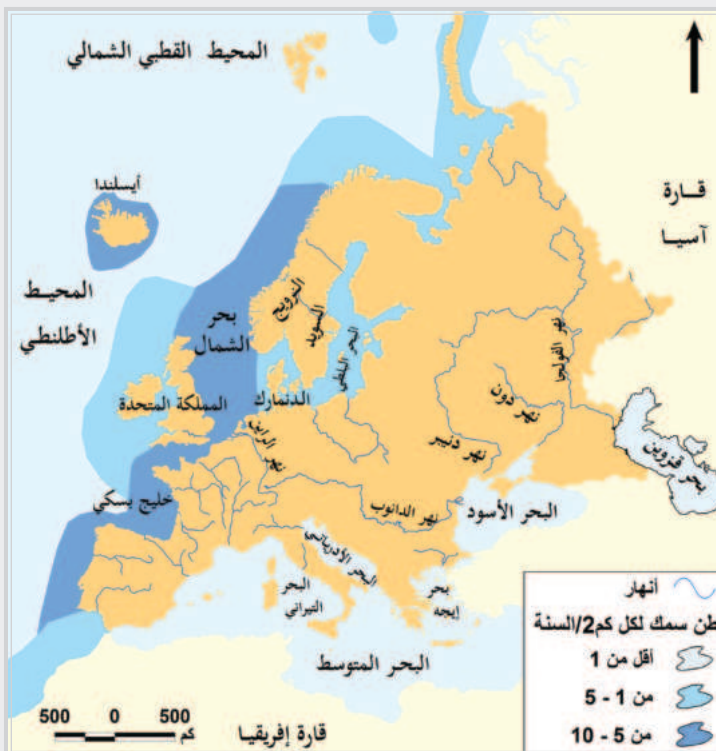 المحيط القطبي الشمالي
قــارة
آسيا
أيسلندا
المحيـط
الأطلنطي
بحر
الشمال
النرويج
السويد
البحر البلطي
نهر الفولجا
المملكة المتحدة
الدنمارك
نهر الراين
نهر دنيبر
نهر دون
بحر قزوين
خليج بسكي
نهر الدانوب
البحر الأسود
البحر الأدرياتي
البحر
التيراني
بحر
إيجه
البحر المتوسط
قارة إفريقيا
500 0 500
كم
أنهار
طن سمك لكل كم2/السنة
أقل من 1
من 1 - 5
من 5 - 10